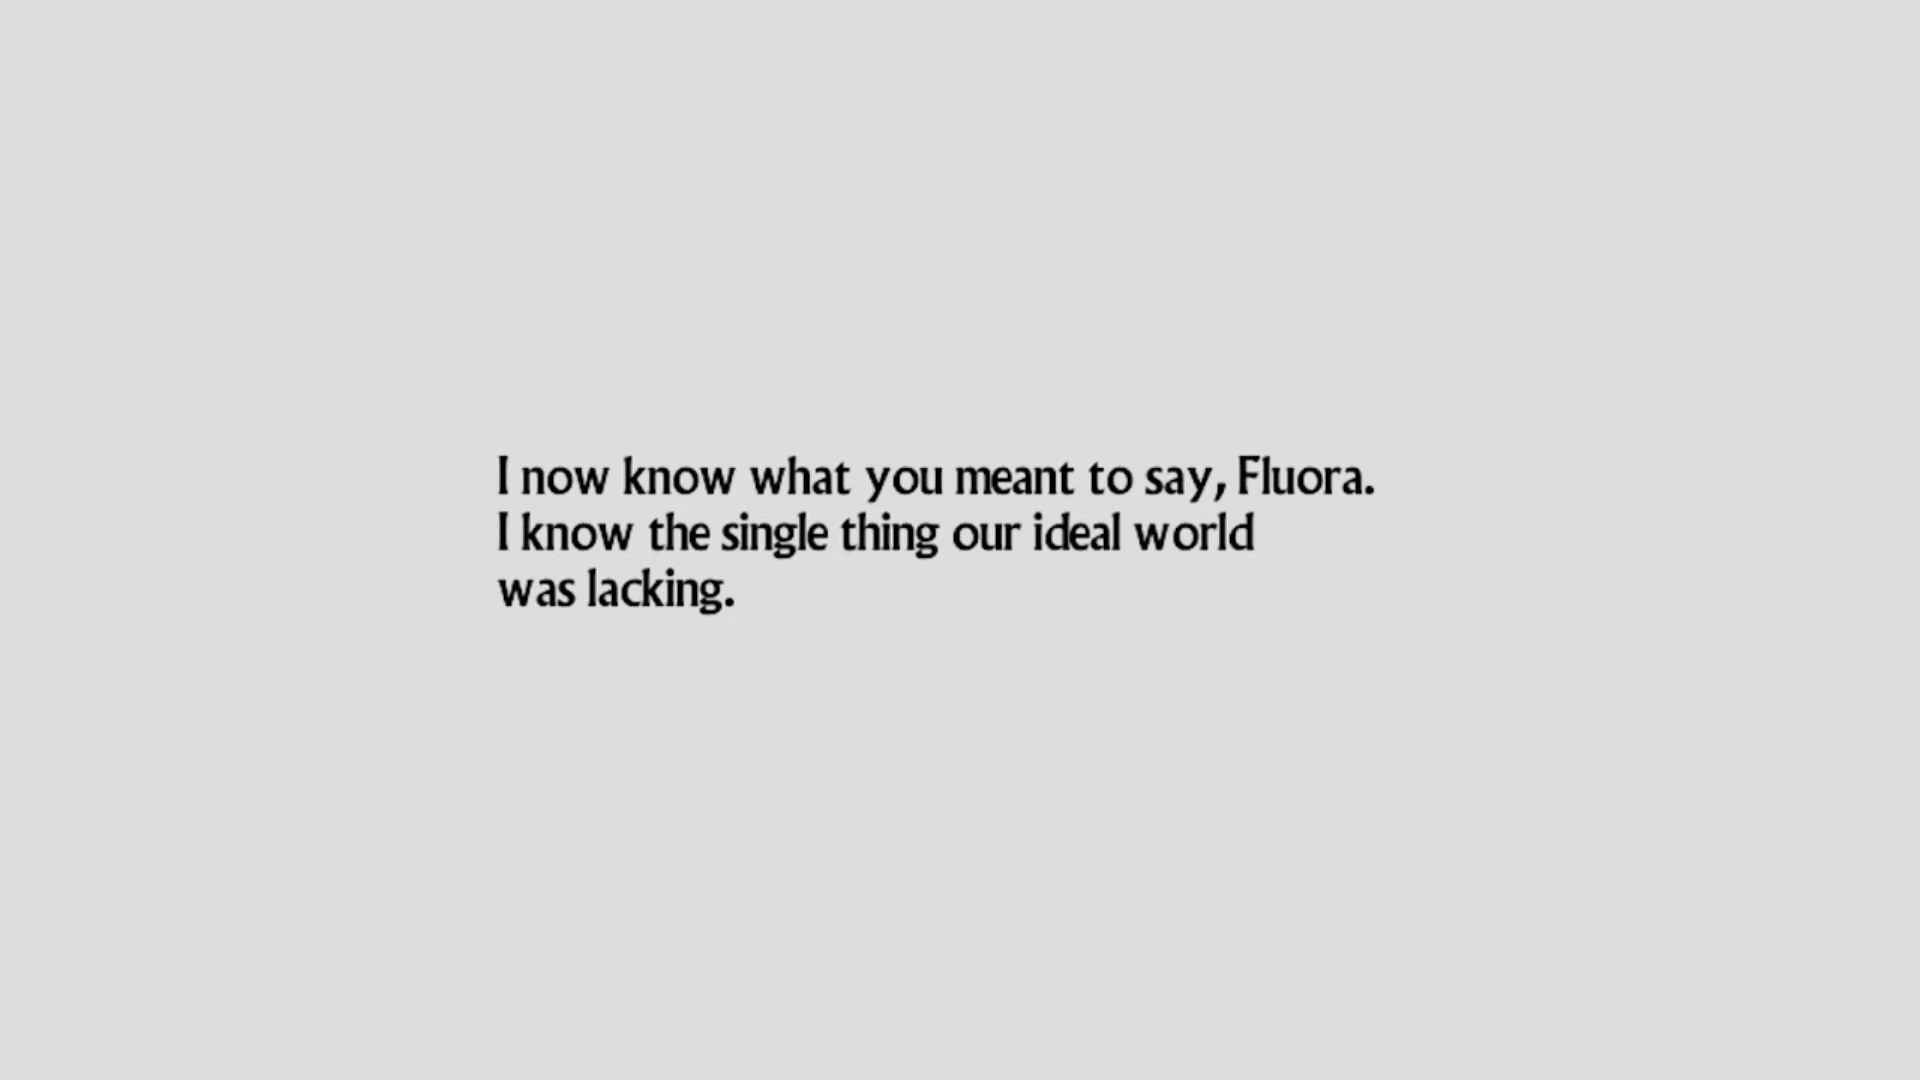 I now know what you meant to say, Fluora.
I know the single thing our ideal world
was lacking.